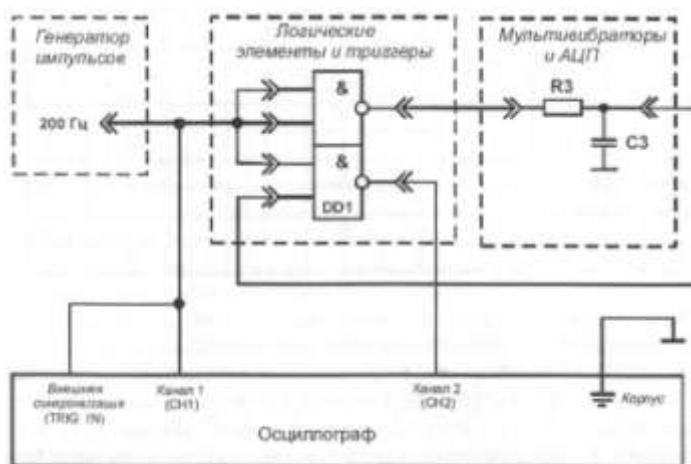 Генератор
импульсов
200 Гц
Логические
элементы и триггеры
&
&
DD1
Мультивибраторы
и АЦП
R3
C3
Внешняя
синхронизация
(TRIG IN)
Канал 1
(CH1)
Канал 2
(CH2)
Корпус
Осциллограф